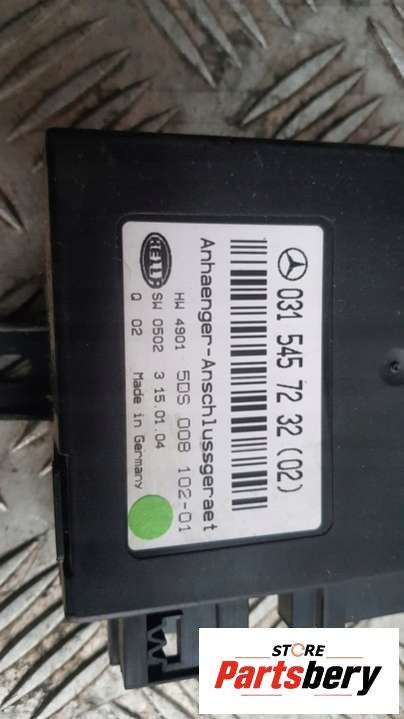 031 545 72 32 (02)
Anhaenger-Anschlussgeraet
HELLA
HW 4901 5DS 008 102-01
SW 0502 3 15.01.04
Q 02 Made in Germany
STORE
Partsbery